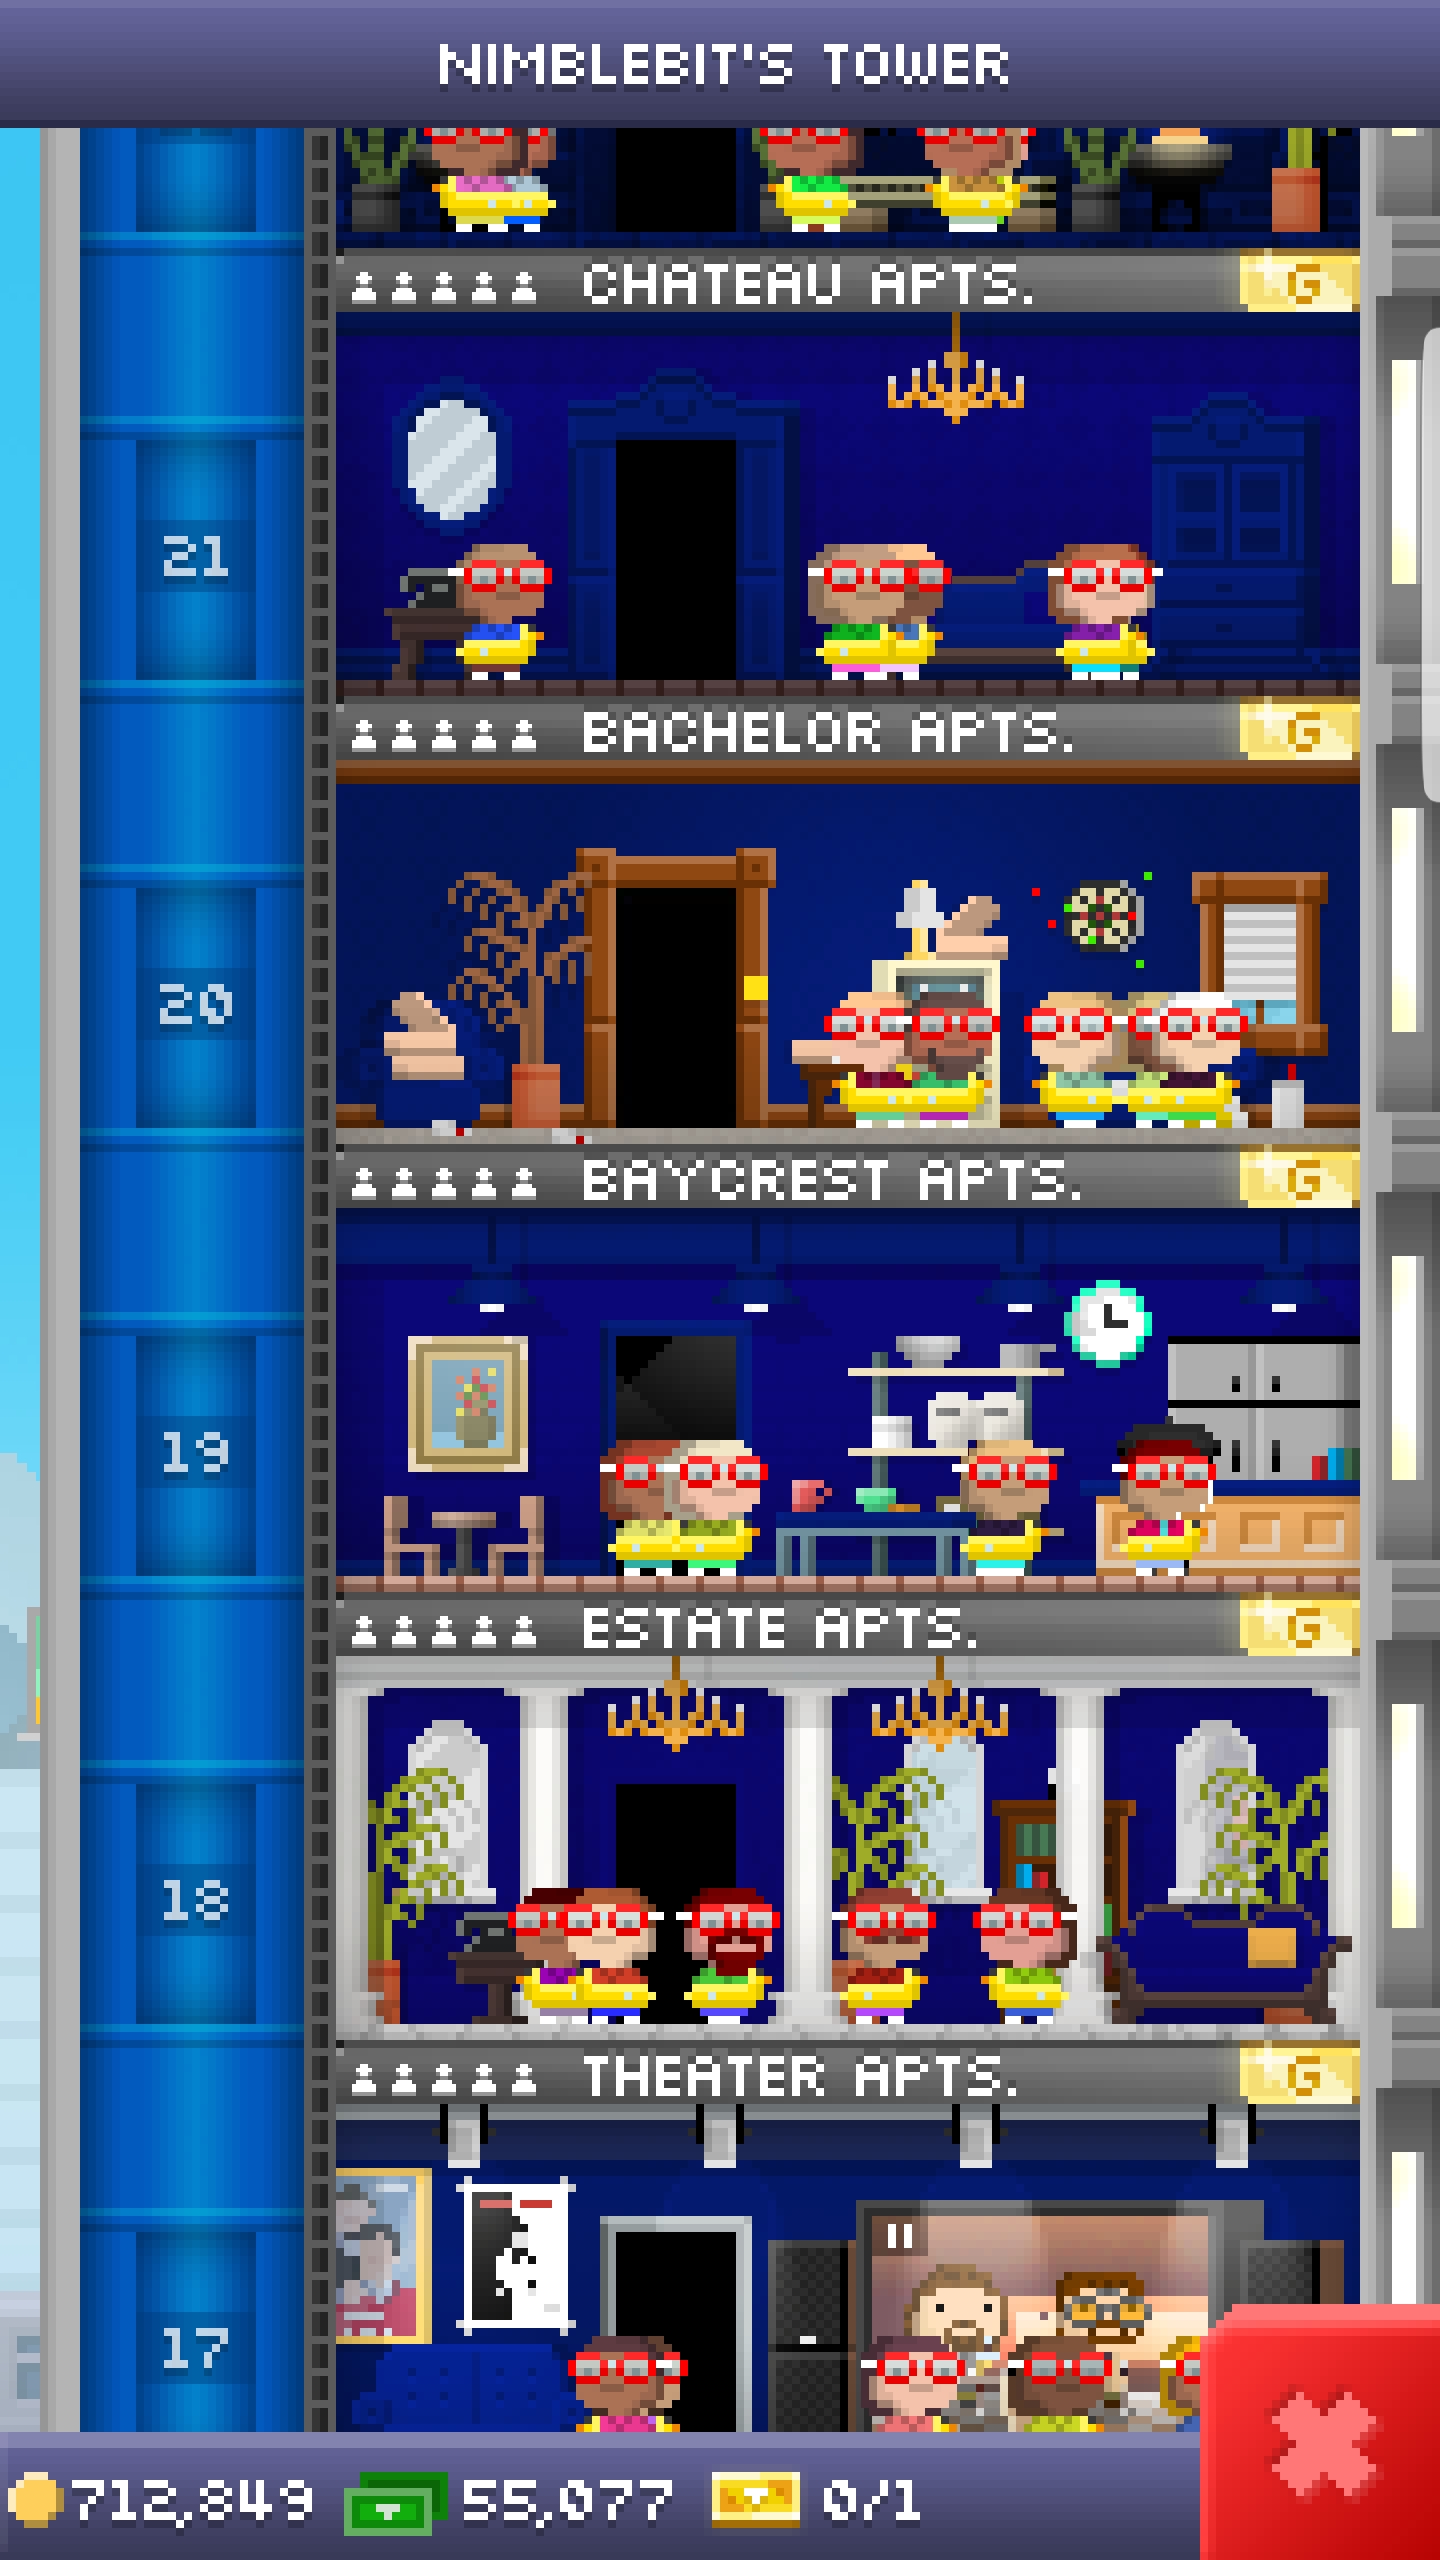 NIMBLEBIT'S TOWER
CHATEAU APTS. G
21
BACHELOR APTS. G
20
BAYCREST APTS. G
19
ESTATE APTS. G
18
THEATER APTS. G
17
712,849 55,077 0/1